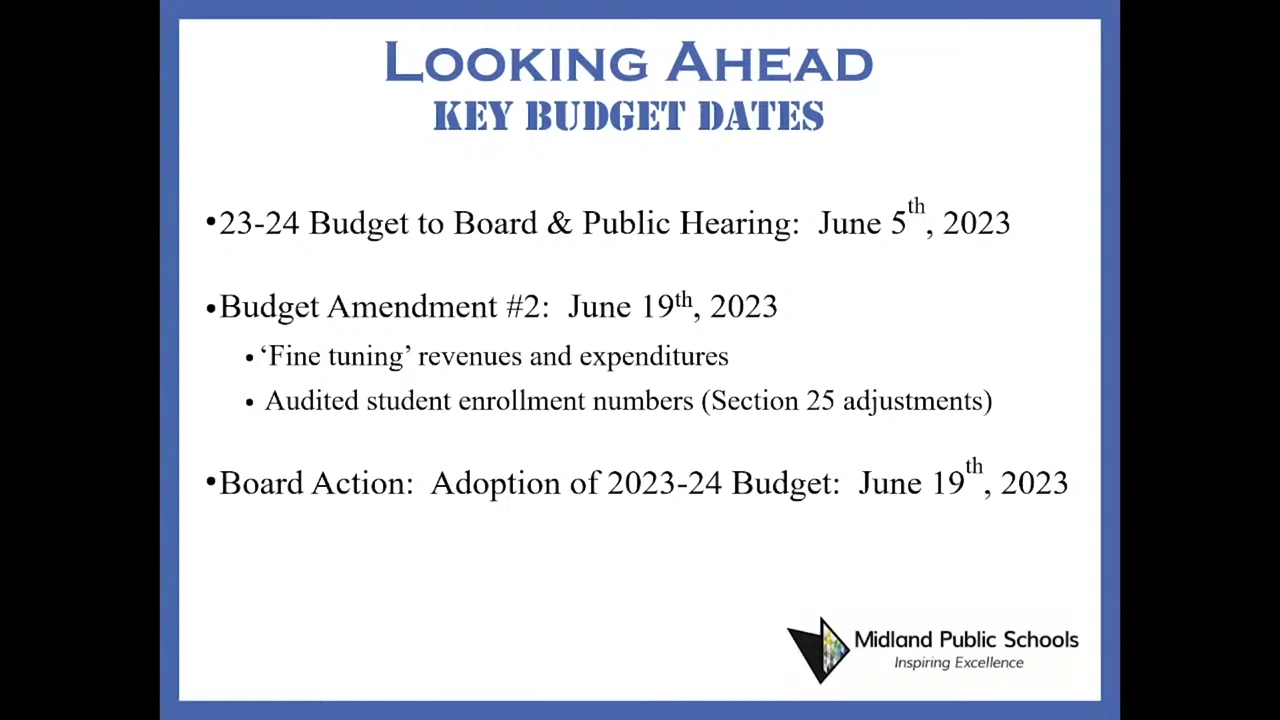 LOOKING AHEAD
KEY BUDGET DATES
•23-24 Budget to Board & Public Hearing: June 5th, 2023
•Budget Amendment #2: June 19th, 2023
• ‘Fine tuning’ revenues and expenditures
• Audited student enrollment numbers (Section 25 adjustments)
•Board Action: Adoption of 2023-24 Budget: June 19th, 2023
Midland Public Schools
Inspiring Excellence